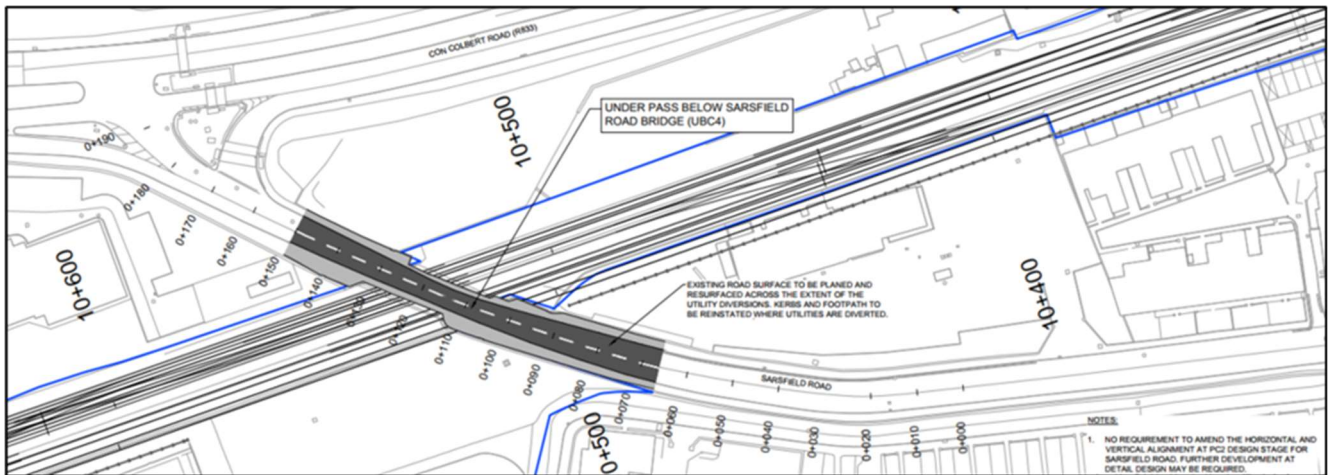 CON COLBERT ROAD (R833)
10+500
UNDER PASS BELOW SARSFIELD
ROAD BRIDGE (UBC4)
0+190
0+180
0+170
0+160
0+150
0+140
10+600
EXISTING ROAD SURFACE TO BE PLANED AND
RESURFACED ACROSS THE EXTENT OF THE
UTILITY DIVERSIONS. KERBS AND FOOTPATH TO
BE REINSTATED WHERE UTILITIES ARE DIVERTED.
10+400
0+110
0+100
0+090
0+080
0+070
0+060
0+050
0+040
0+030
0+020
0+010
0+000
SARSFIELD ROAD
0+500
NOTES:
1. NO REQUIREMENT TO AMEND THE HORIZONTAL AND
VERTICAL ALIGNMENT AT PC2 DESIGN STAGE FOR
SARSFIELD ROAD. FURTHER DEVELOPMENT AT
DETAIL DESIGN MAY BE REQUIRED.